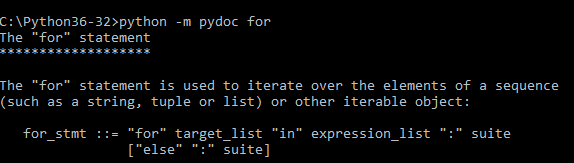 C:\Python36-32>python -m pydoc for
The "for" statement
*******************
The "for" statement is used to iterate over the elements of a sequence
(such as a string, tuple or list) or other iterable object:
for_stmt ::= "for" target_list "in" expression_list ":" suite
["else" ":" suite]